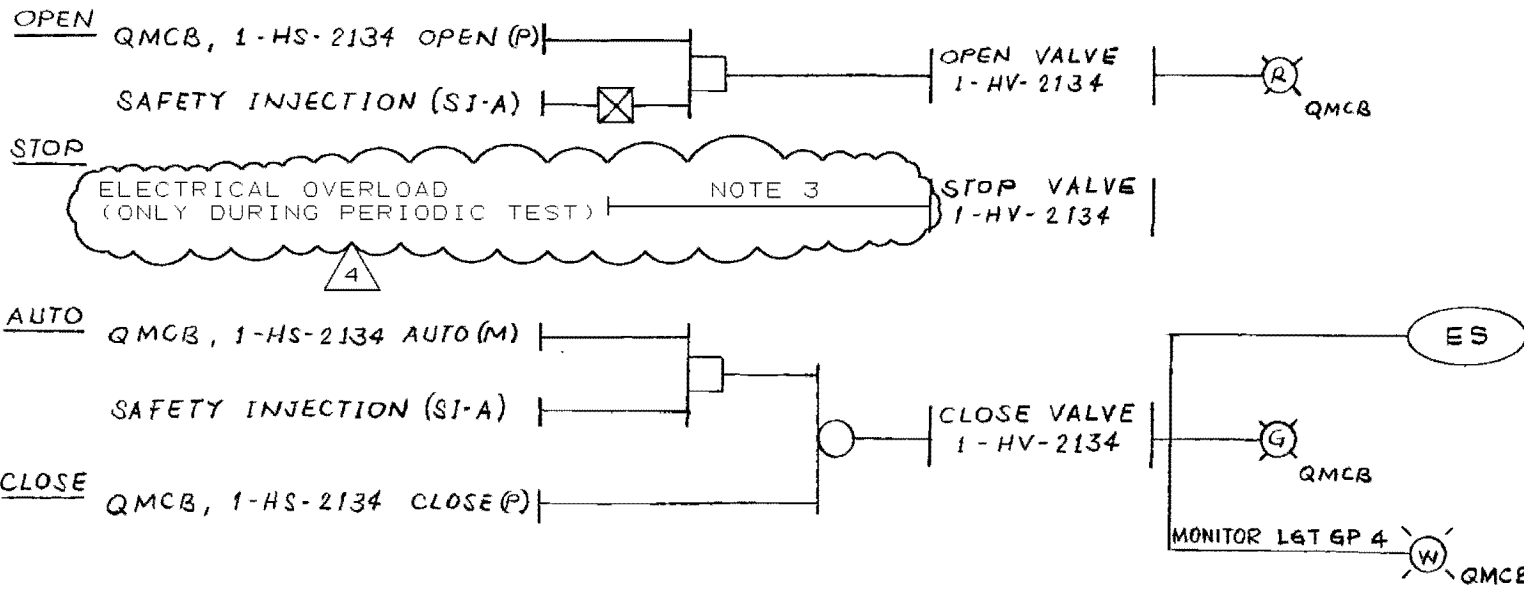 OPEN
QMCB, 1-HS-2134 OPEN (P)
SAFETY INJECTION (SI-A)
OPEN VALVE
1-HV-2134
R
QMCB
STOP
ELECTRICAL OVERLOAD
(ONLY DURING PERIODIC TEST)
NOTE 3
STOP VALVE
1-HV-2134
4
AUTO
QMCB, 1-HS-2134 AUTO (M)
SAFETY INJECTION (SI-A)
CLOSE
QMCB, 1-HS-2134 CLOSE (P)
CLOSE VALVE
1-HV-2134
ES
G
QMCB
MONITOR LGT GP 4
W
QMCB